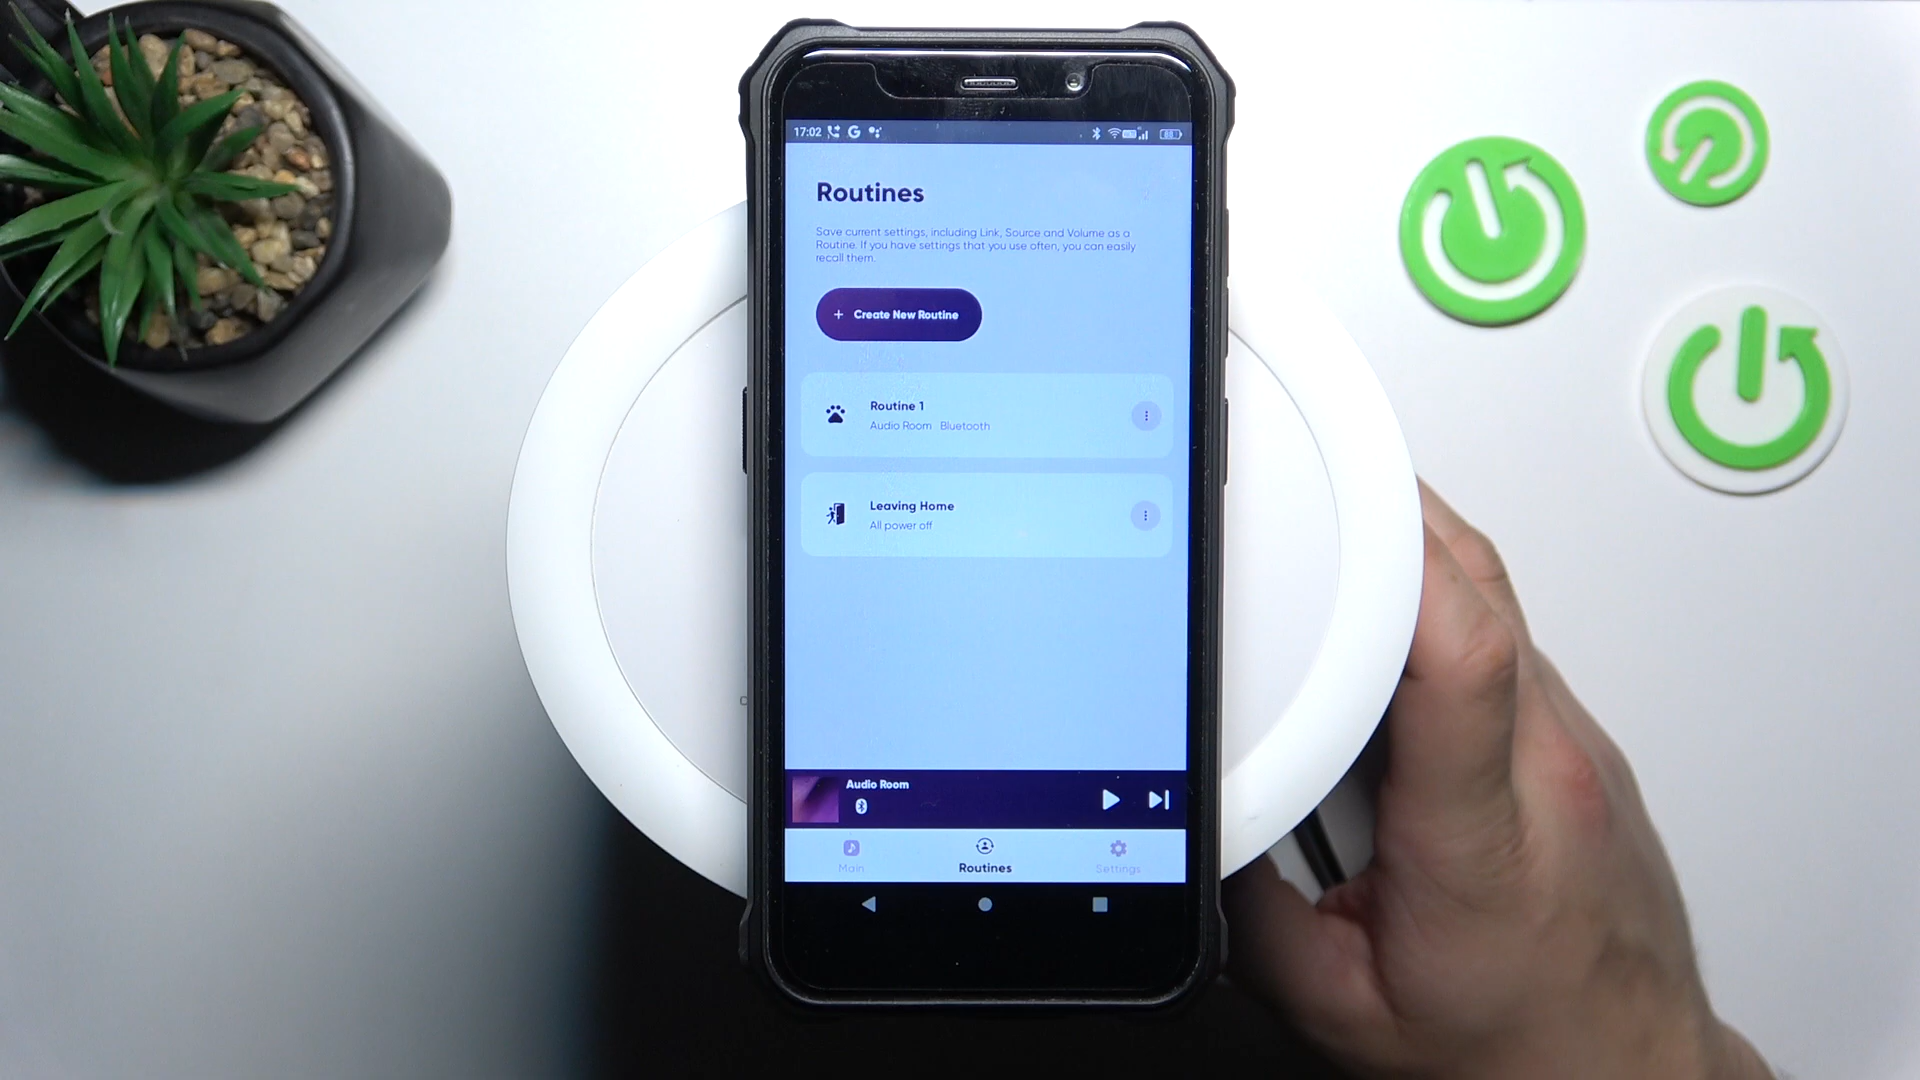 17:02
88
Routines
Save current settings, including Link, Source and Volume as a
Routine. If you have settings that you use often, you can easily
recall them.
+ Create New Routine
Routine 1
Audio Room Bluetooth
Leaving Home
All power off
Audio Room
Main
Routines
Settings